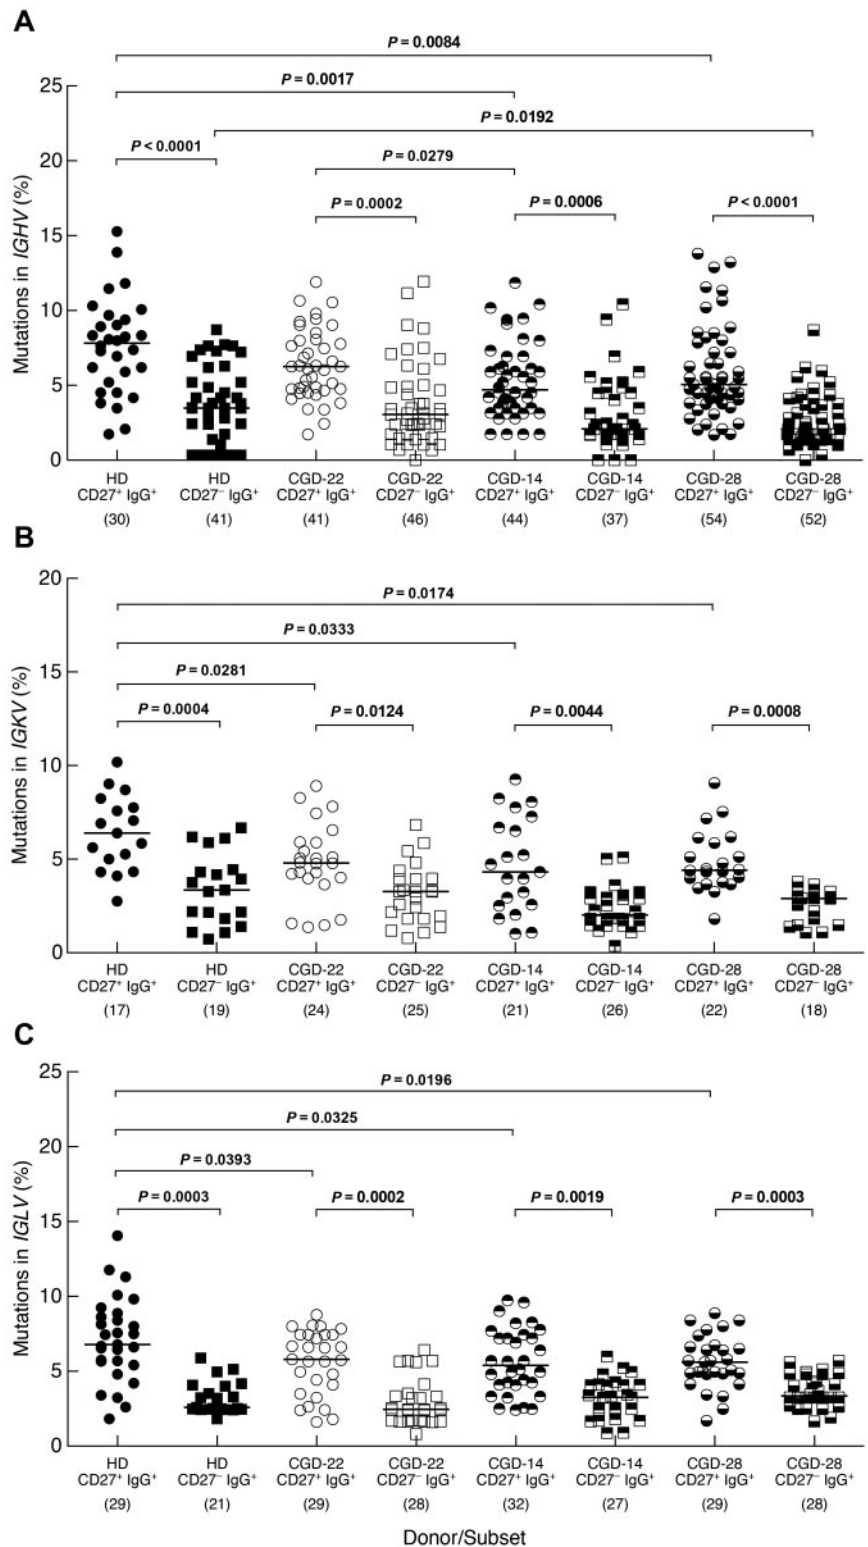 A
P = 0.0084
25
P = 0.0017
P = 0.0192
20
P < 0.0001
P = 0.0279
P = 0.0002
P = 0.0006
P < 0.0001
15
10
5
0
Mutations in IGHV (%)
HD HD CGD-22 CGD-22 CGD-14 CGD-14 CGD-28 CGD-28
CD27+ IgG+ CD27– IgG+ CD27+ IgG+ CD27– IgG+ CD27+ IgG+ CD27– IgG+ CD27+ IgG+ CD27– IgG+
(30) (41) (41) (46) (44) (37) (54) (52)
B
20
P = 0.0174
P = 0.0333
15
P = 0.0281
P = 0.0004
P = 0.0124
P = 0.0044
P = 0.0008
10
5
0
Mutations in IGKV (%)
HD HD CGD-22 CGD-22 CGD-14 CGD-14 CGD-28 CGD-28
CD27+ IgG+ CD27– IgG+ CD27+ IgG+ CD27– IgG+ CD27+ IgG+ CD27– IgG+ CD27+ IgG+ CD27– IgG+
(17) (19) (24) (25) (21) (26) (22) (18)
C
25
P = 0.0196
P = 0.0325
20
P = 0.0393
P = 0.0003
P = 0.0002
P = 0.0019
P = 0.0003
15
10
5
0
Mutations in IGLV (%)
HD HD CGD-22 CGD-22 CGD-14 CGD-14 CGD-28 CGD-28
CD27+ IgG+ CD27– IgG+ CD27+ IgG+ CD27– IgG+ CD27+ IgG+ CD27– IgG+ CD27+ IgG+ CD27– IgG+
(29) (21) (29) (28) (32) (27) (29) (28)
Donor/Subset